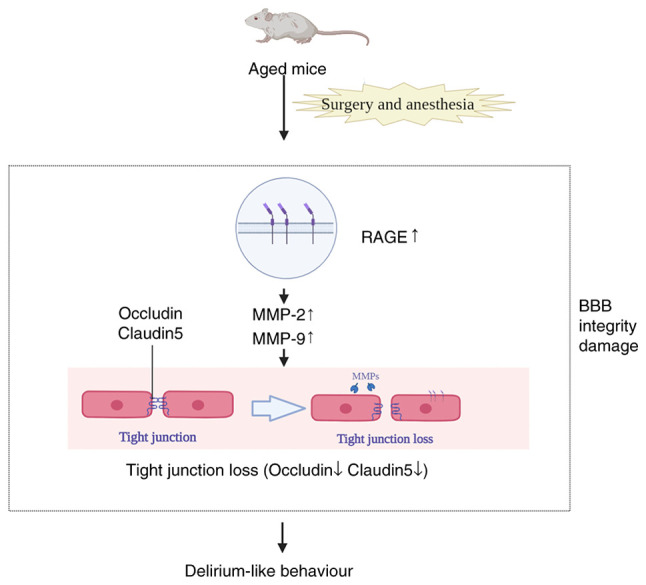 Aged mice
Surgery and anesthesia
RAGE↑
MMP-2↑
MMP-9↑
Occludin
Claudin5
BBB
integrity
damage
MMPs
Tight junction
Tight junction loss
Tight junction loss (Occludin↓ Claudin5↓)
Delirium-like behaviour